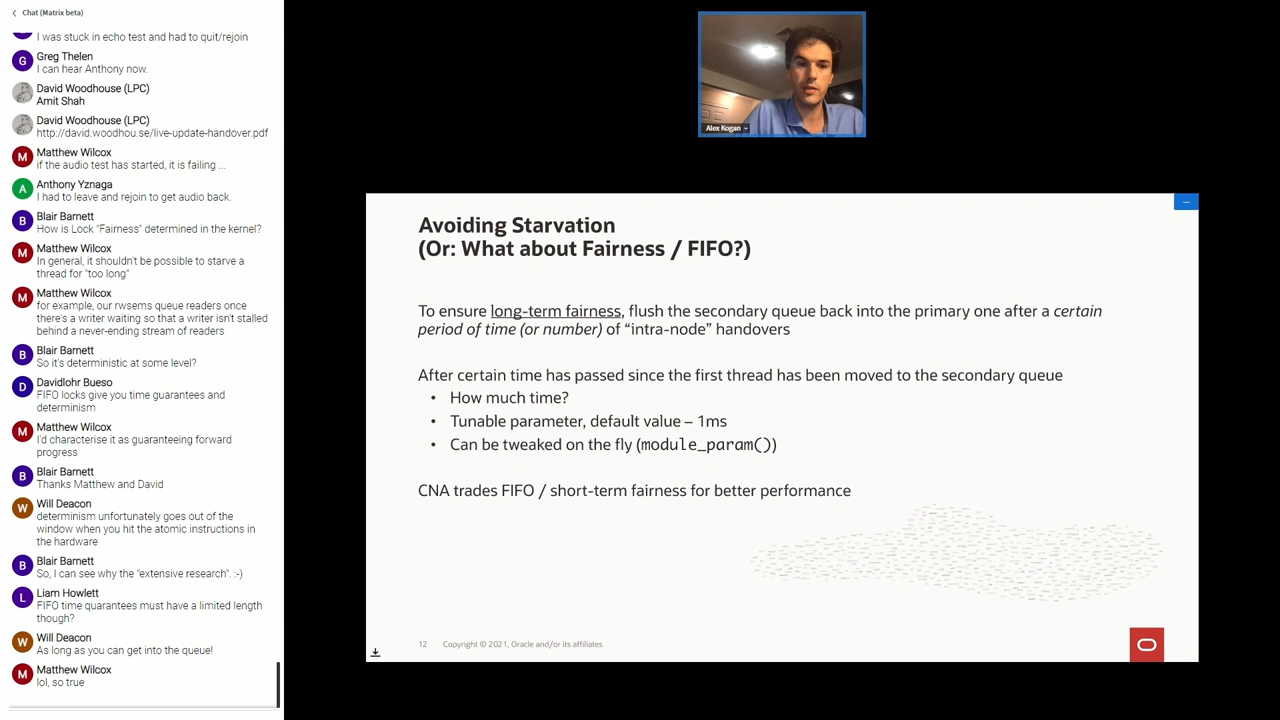 Chat (Matrix beta)
I was stuck in echo test and had to quit/rejoin
G
Greg Thelen
I can hear Anthony now.
David Woodhouse (LPC)
Amit Shah
David Woodhouse (LPC)
http://david.woodhou.se/live-update-handover.pdf
M
Matthew Wilcox
if the audio test has started, it is failing ...
A
Anthony Yznaga
I had to leave and rejoin to get audio back.
B
Blair Barnett
How is Lock "Fairness" determined in the kernel?
M
Matthew Wilcox
In general, it shouldn't be possible to starve a
thread for "too long"
M
Matthew Wilcox
for example, our rwsems queue readers once
there's a writer waiting so that a writer isn't stalled
behind a never-ending stream of readers
B
Blair Barnett
So it's deterministic at some level?
D
Davidlohr Bueso
FIFO locks give you time guarantees and
determinism
M
Matthew Wilcox
I'd characterise it as guaranteeing forward
progress
B
Blair Barnett
Thanks Matthew and David
W
Will Deacon
determinism unfortunately goes out of the
window when you hit the atomic instructions in
the hardware
B
Blair Barnett
So, I can see why the "extensive research". :-)
L
Liam Howlett
FIFO time quarantees must have a limited length
though?
W
Will Deacon
As long as you can get into the queue!
M
Matthew Wilcox
lol, so true
Alex Kogan
Avoiding Starvation
(Or: What about Fairness / FIFO?)
To ensure long-term fairness, flush the secondary queue back into the primary one after a certain
period of time (or number) of “intra-node” handovers
After certain time has passed since the first thread has been moved to the secondary queue
• How much time?
• Tunable parameter, default value – 1ms
• Can be tweaked on the fly (module_param())
CNA trades FIFO / short-term fairness for better performance
12 Copyright © 2021, Oracle and/or its affiliates